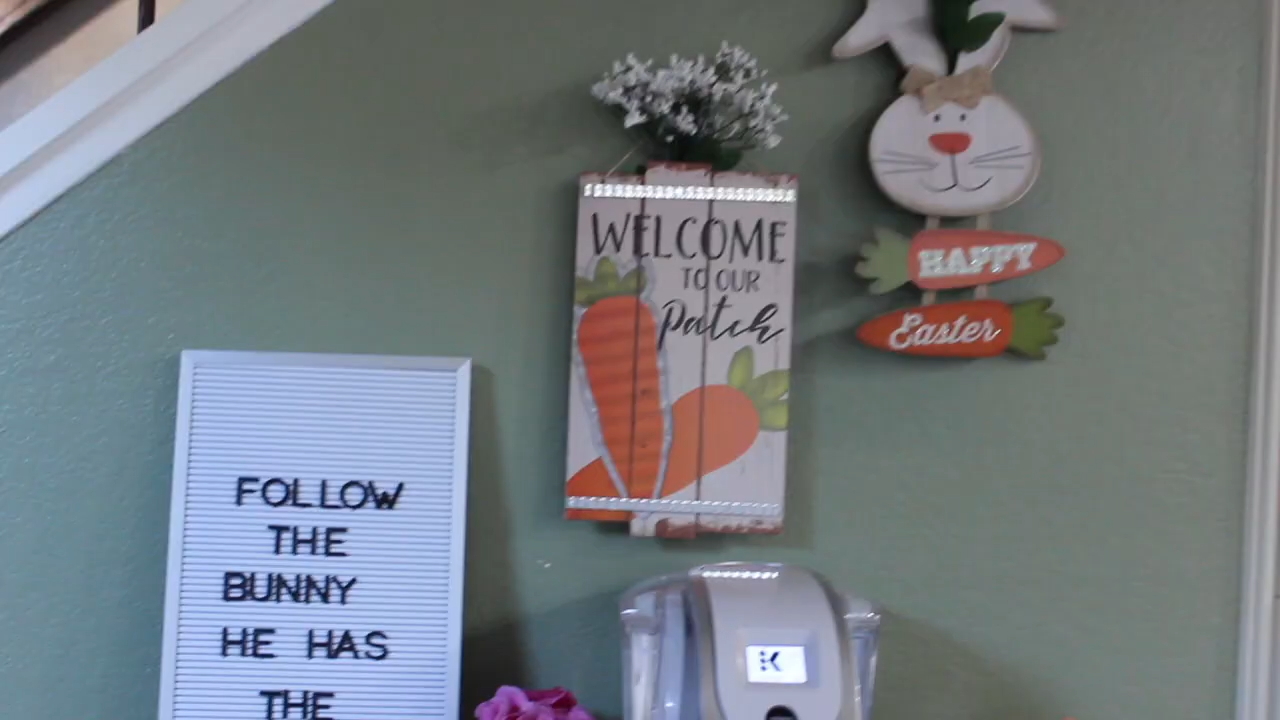 WELCOME
TO OUR
Patch
HAPPY
Easter
FOLLOW
THE
BUNNY
HE HAS
THE
K